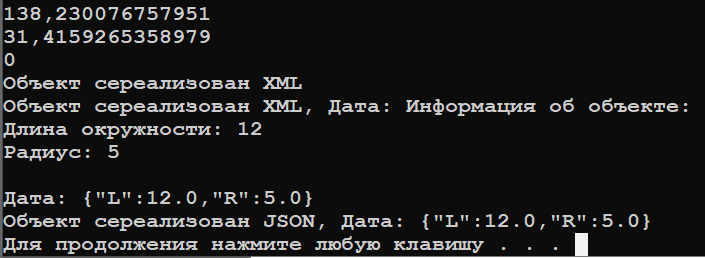 138,230076757951
31,4159265358979
0
Объект сереализован XML
Объект сереализован XML, Дата: Информация об объекте:
Длина окружности: 12
Радиус: 5
Дата: {"L":12.0,"R":5.0}
Объект сереализован JSON, Дата: {"L":12.0,"R":5.0}
Для продолжения нажмите любую клавишу . . .